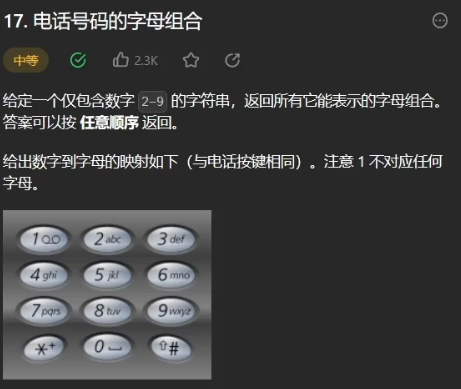 17. 电话号码的字母组合
中等 2.3K
给定一个仅包含数字 2-9 的字符串，返回所有它能表示的字母组合。
答案可以按 任意顺序 返回。
给出数字到字母的映射如下（与电话按键相同）。注意 1 不对应任何
字母。
1 2 abc 3 def
4 ghi 5 jkl 6 mno
7 pqrs 8 tuv 9 wxyz
*+ 0 #